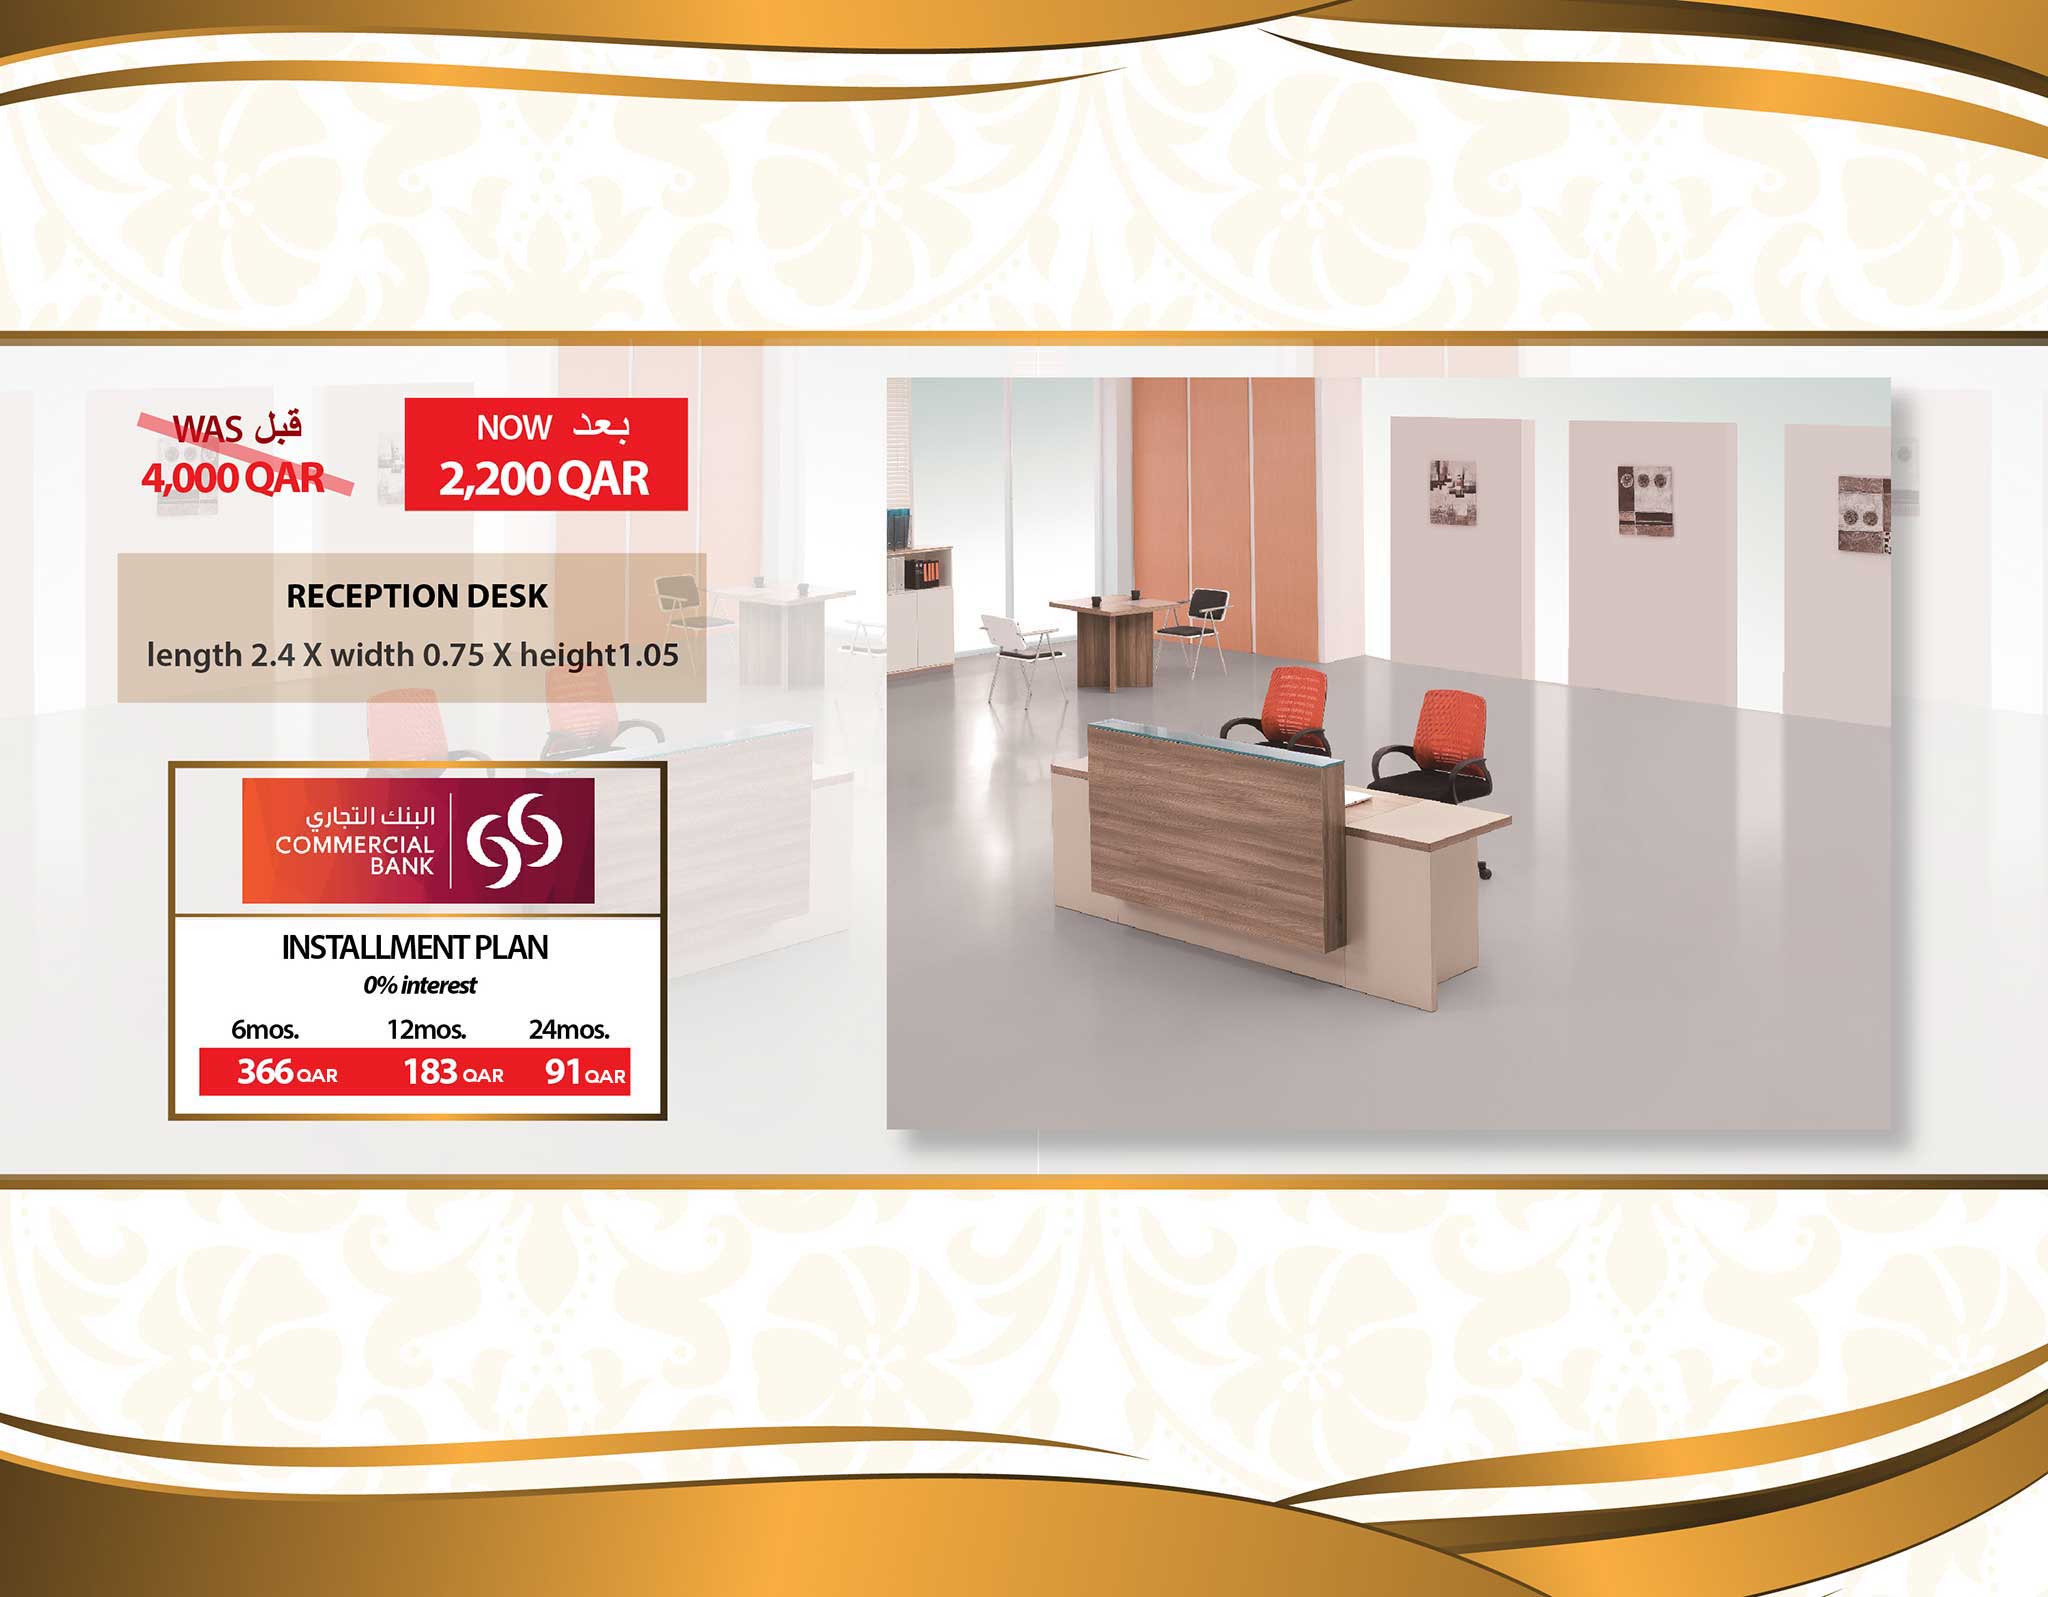 WAS قبل
4,000 QAR
NOW بعد
2,200 QAR
RECEPTION DESK
length 2.4 X width 0.75 X height1.05
البنك التجاري
COMMERCIAL
BANK
INSTALLMENT PLAN
0% interest
6mos. 12mos. 24mos.
366 QAR 183 QAR 91 QAR